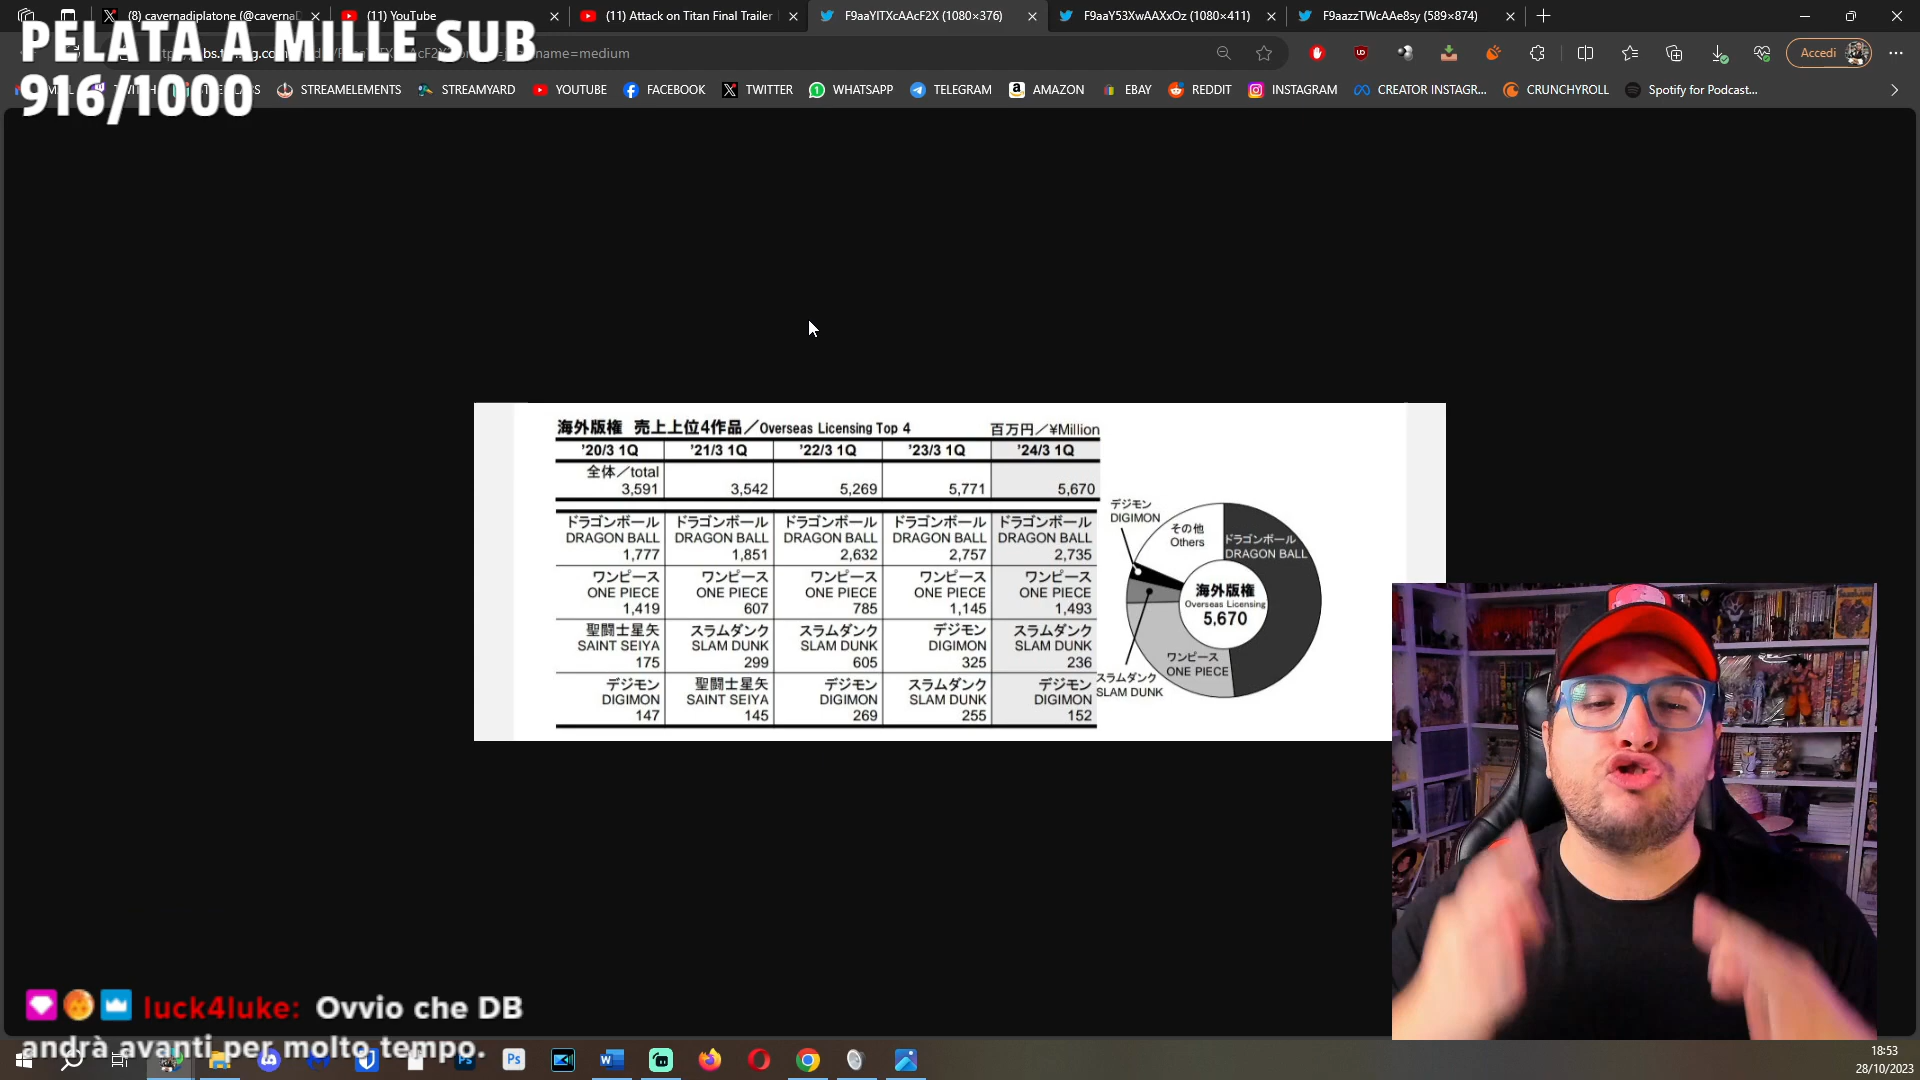 (8) cavernadiplatone (@caverna
(11) YouTube
(11) Attack on Titan Final Trailer
F9aaYlTXcAAcF2X (1080×376)
F9aaY53XwAAXxOz (1080×411)
F9aazzTWcAAe8sy (589×874)
PELATA A MILLE SUB
916/1000
name=medium
Accedi
STREAMELEMENTS
STREAMYARD
YOUTUBE
FACEBOOK
TWITTER
WHATSAPP
TELEGRAM
AMAZON
EBAY
REDDIT
INSTAGRAM
CREATOR INSTAGR...
CRUNCHYROLL
Spotify for Podcast...
海外版権 売上上位4作品／Overseas Licensing Top 4 百万円／¥Million
'20/3 1Q '21/3 1Q '22/3 1Q '23/3 1Q '24/3 1Q
全体／total
3,591 3,542 5,269 5,771 5,670
ドラゴンボール ドラゴンボール ドラゴンボール ドラゴンボール ドラゴンボール
DRAGON BALL DRAGON BALL DRAGON BALL DRAGON BALL DRAGON BALL
1,777 1,851 2,632 2,757 2,735
ワンピース ワンピース ワンピース ワンピース ワンピース
ONE PIECE ONE PIECE ONE PIECE ONE PIECE ONE PIECE
1,419 607 785 1,145 1,493
聖闘士星矢 スラムダンク スラムダンク デジモン スラムダンク
SAINT SEIYA SLAM DUNK SLAM DUNK DIGIMON SLAM DUNK
175 299 605 325 236
デジモン 聖闘士星矢 デジモン スラムダンク デジモン
DIGIMON SAINT SEIYA DIGIMON SLAM DUNK DIGIMON
147 145 269 255 152
デジモン
DIGIMON
その他
Others
ドラゴンボール
DRAGON BALL
海外版権
Overseas Licensing
5,670
ワンピース
ONE PIECE
スラムダンク
SLAM DUNK
luck4luke: Ovvio che DB
andrà avanti per molto tempo.
18:53
28/10/2023